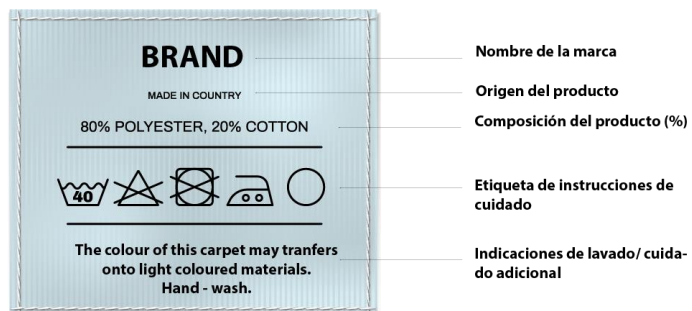 BRAND
Nombre de la marca
MADE IN COUNTRY
Origen del producto
80% POLYESTER, 20% COTTON
Composición del producto (%)
40
Etiqueta de instrucciones de
cuidado
The colour of this carpet may tranfers
onto light coloured materials.
Hand - wash.
Indicaciones de lavado/ cuida-
do adicional